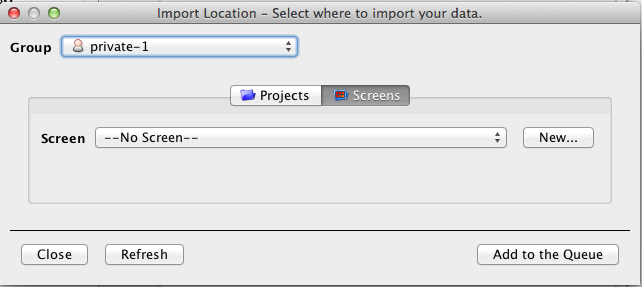 Import Location – Select where to import your data.
Group private-1
Projects Screens
Screen --No Screen-- New...
Close Refresh Add to the Queue